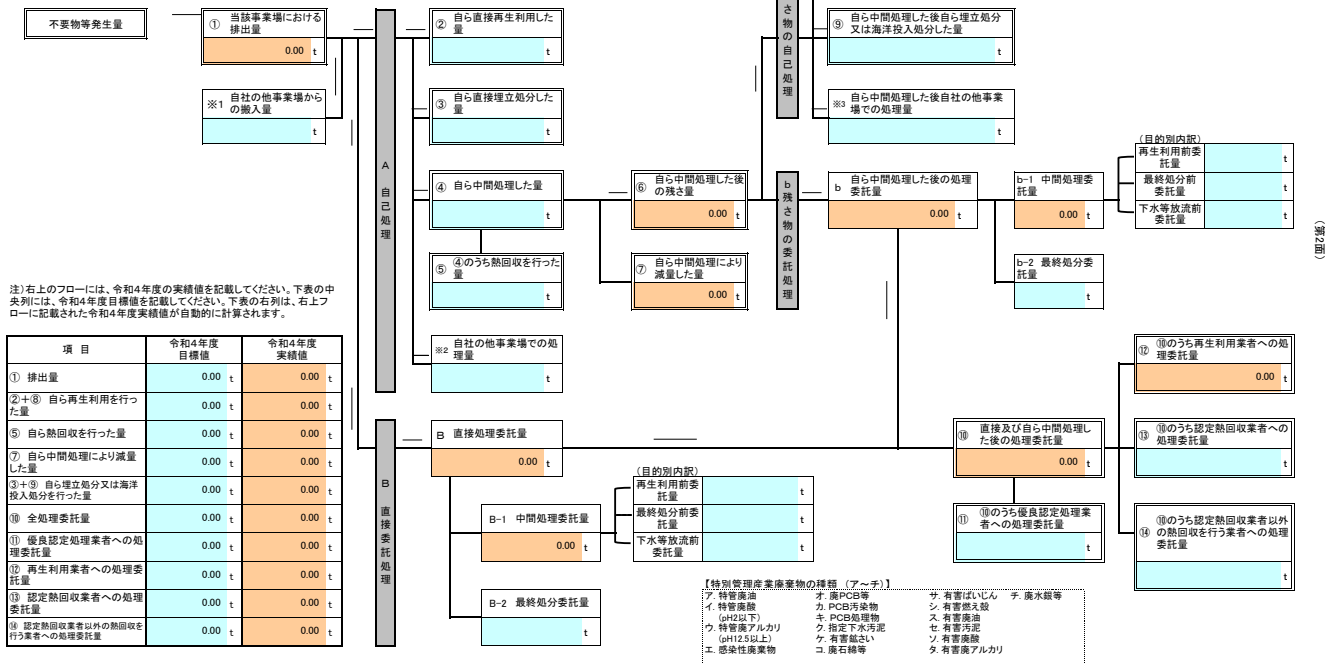 不要物等発生量
① 当該事業場における
排出量
0.00 t
※1 自社の他事業場から
の搬入量
t
A 自己処理
② 自ら直接再生利用した
量
t
③ 自ら直接埋立処分した
量
t
④ 自ら中間処理した量
t
⑤ ④のうち熱回収を行った
量
t
※2 自社の他事業場での処
理量
t
⑥ 自ら中間処理した後
の残さ量
0.00 t
⑦ 自ら中間処理により
減量した量
0.00 t
さ物の自己処理
⑨ 自ら中間処理した後自ら埋立処分
又は海洋投入処分した量
t
※3 自ら中間処理した後自社の他事業
場での処理量
t
b残さ物の委託処理
b 自ら中間処理した後の処理
委託量
0.00 t
b-1 中間処理委
託量
0.00 t
b-2 最終処分委
託量
t
(目的別内訳)
再生利用前委
託量
t
最終処分前
委託量
t
下水等放流前
委託量
t
(第2面)
注)右上のフローには、令和4年度の実績値を記載してください。下表の中
央列には、令和4年度目標値を記載してください。下表の右列は、右上フ
ローに記載された令和4年度実績値が自動的に計算されます。
項 目 令和4年度
目標値 令和4年度
実績値
① 排出量 0.00 t 0.00 t
②+⑧ 自ら再生利用を行っ
た量 0.00 t 0.00 t
⑤ 自ら熱回収を行った量 0.00 t 0.00 t
⑦ 自ら中間処理により減量
した量 0.00 t 0.00 t
③+⑨ 自ら埋立処分又は海洋
投入処分を行った量 0.00 t 0.00 t
⑩ 全処理委託量 0.00 t 0.00 t
⑪ 優良認定処理業者への処
理委託量 0.00 t 0.00 t
⑫ 再生利用業者への処理委
託量 0.00 t 0.00 t
⑬ 認定熱回収業者への処理
委託量 0.00 t 0.00 t
⑭ 認定熱回収業者以外の熱回収を
行う業者への処理委託量 0.00 t 0.00 t
B 直接委託処理
B 直接処理委託量
0.00 t
B-1 中間処理委託量
0.00 t
B-2 最終処分委託量
t
(目的別内訳)
再生利用前委
託量
t
最終処分前委
託量
t
下水等放流前
委託量
t
⑩ 直接及び自ら中間処理し
た後の処理委託量
0.00 t
⑪ ⑩のうち優良認定処理業
者への処理委託量
t
⑫ ⑩のうち再生利用業者への処
理委託量
0.00 t
⑬ ⑩のうち認定熱回収業者への
処理委託量
t
⑭ ⑩のうち認定熱回収業者以外
の熱回収を行う業者への処理
委託量
t
【特別管理産業廃棄物の種類 (ア~チ)】
ア. 特管廃油 オ. 廃PCB等 サ. 有害ばいじん チ. 廃水銀等
イ. 特管廃酸 カ. PCB汚染物 シ. 有害燃え殻
(pH2以下) キ. PCB処理物 ス. 有害廃油
ウ. 特管廃アルカリ ク. 指定下水汚泥 セ. 有害汚泥
(pH12.5以上) ケ. 有害鉱さい ソ. 有害廃酸
エ. 感染性廃棄物 コ. 廃石綿等 タ. 有害廃アルカリ